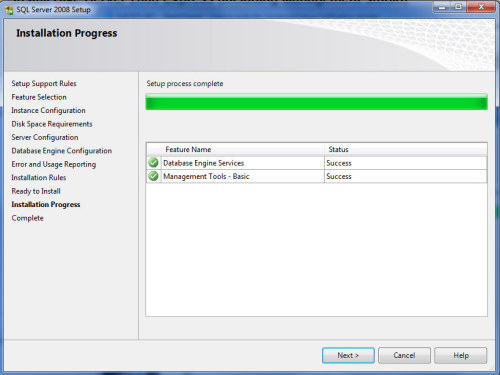 SQL Server 2008 Setup
Installation Progress
Setup Support Rules
Feature Selection
Instance Configuration
Disk Space Requirements
Server Configuration
Database Engine Configuration
Error and Usage Reporting
Installation Rules
Ready to Install
Installation Progress
Complete
Setup process complete
Feature Name Status
Database Engine Services Success
Management Tools - Basic Success
Next > Cancel Help